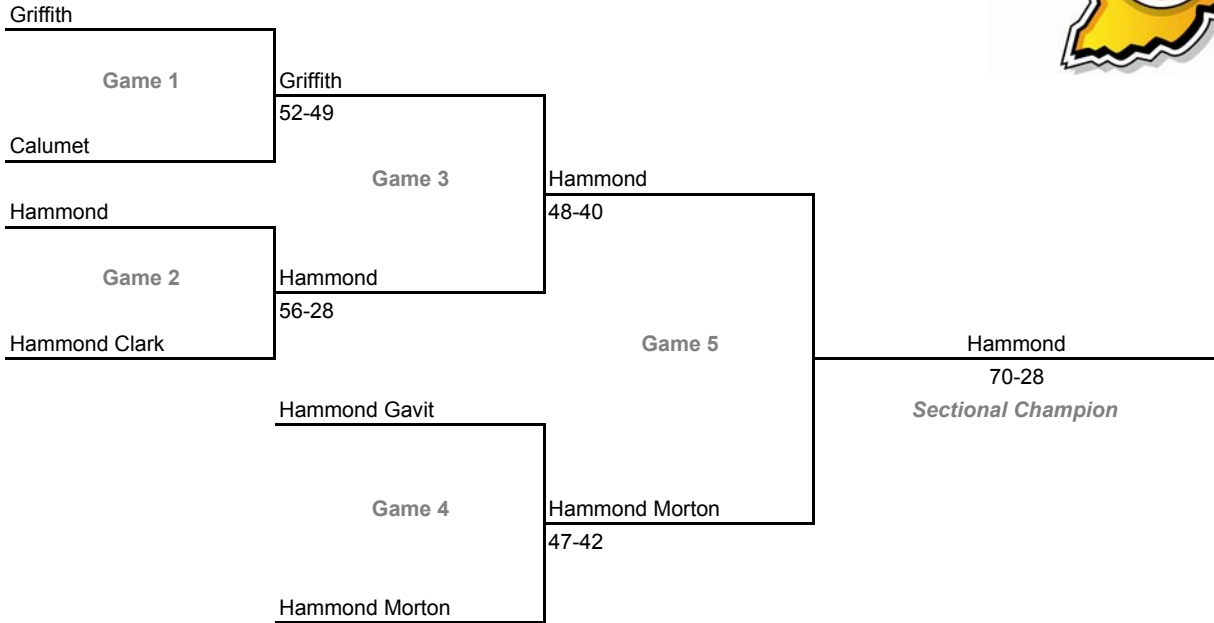 Griffith
Game 1
Griffith
52-49
Calumet
Game 3
Hammond
Hammond
48-40
Game 2
Hammond
56-28
Hammond Clark
Game 5
Hammond
70-28
Hammond Gavit
Sectional Champion
Game 4
Hammond Morton
47-42
Hammond Morton